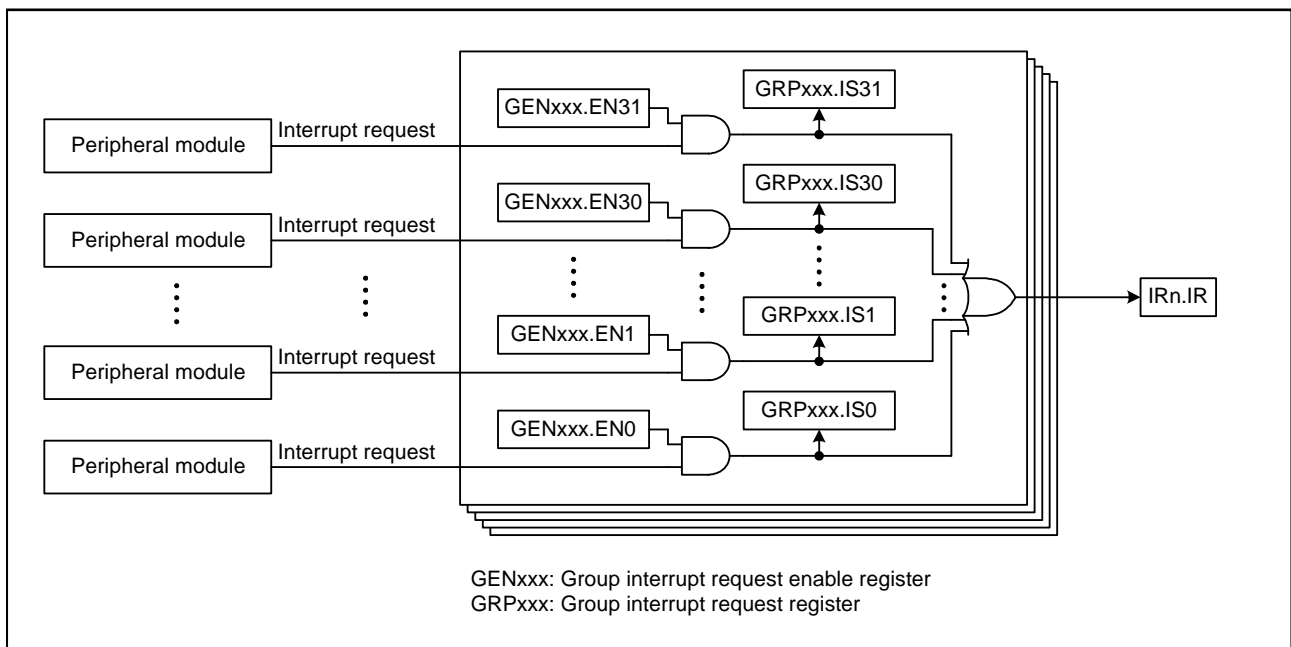 GRPxxx.IS31
GENxxx.EN31
Peripheral module
Interrupt request
GRPxxx.IS30
GENxxx.EN30
Peripheral module
Interrupt request
IRn.IR
GRPxxx.IS1
GENxxx.EN1
Peripheral module
Interrupt request
GRPxxx.IS0
GENxxx.EN0
Peripheral module
Interrupt request
GENxxx: Group interrupt request enable register
GRPxxx: Group interrupt request register